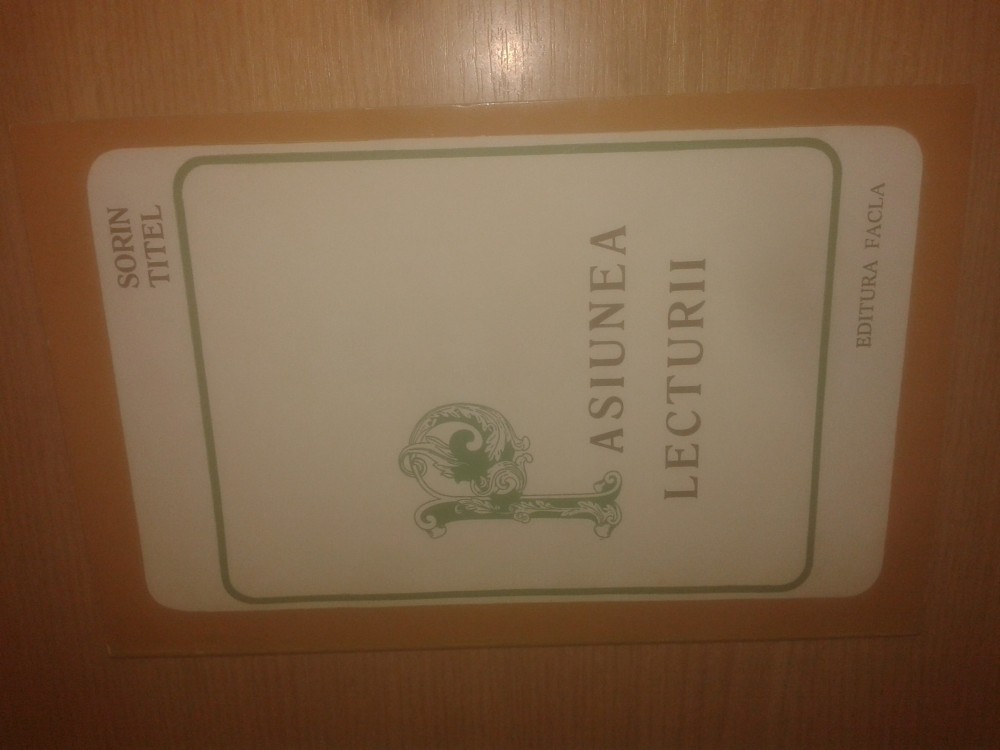 SORIN
TITEL
PASIUNEA
LECTURII
EDITURA FACLA